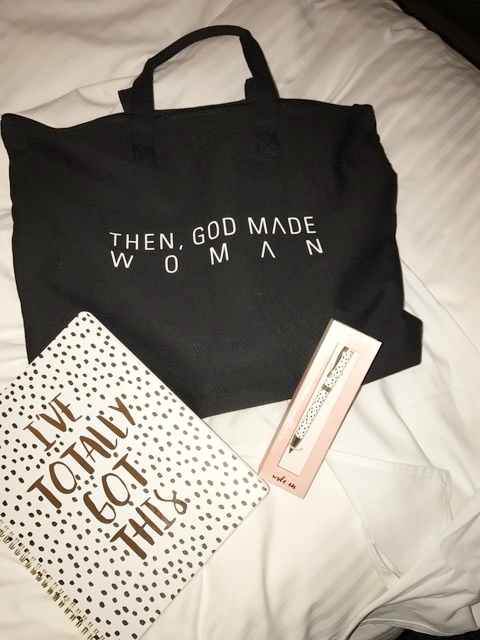 THEN, GOD MADE
WOMAN
I'VE
TOTALLY
GOT
THIS
write on